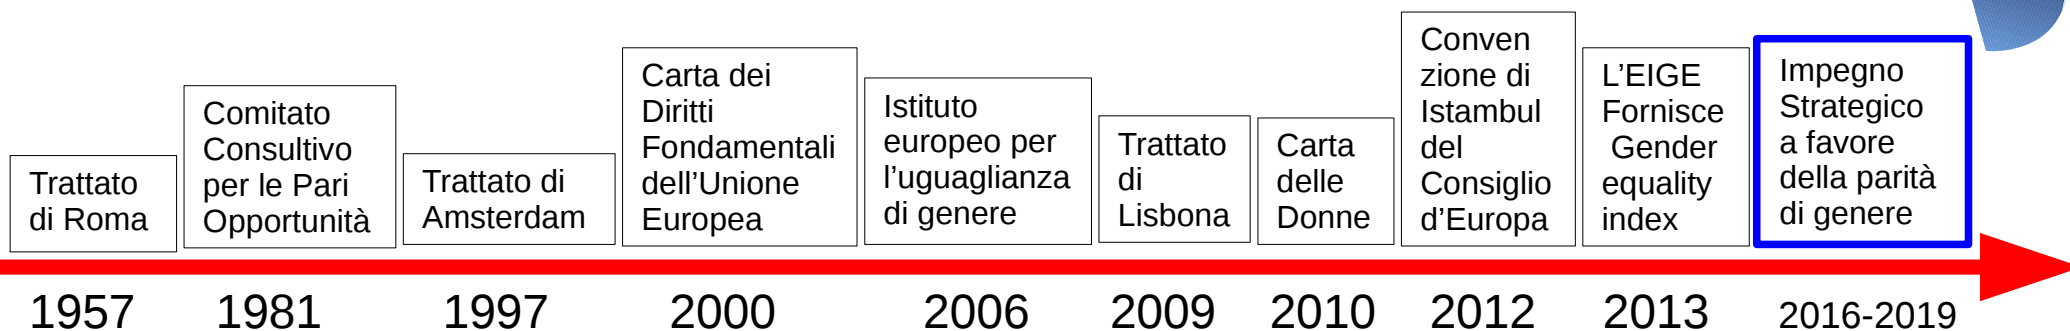 Trattato
di Roma
Comitato
Consultivo
per le Pari
Opportunità
Trattato di
Amsterdam
Carta dei
Diritti
Fondamentali
dell’Unione
Europea
Istituto
europeo per
l’uguaglianza
di genere
Trattato
di
Lisbona
Carta
delle
Donne
Conven
zione di
Istambul
del
Consiglio
d’Europa
L’EIGE
Fornisce
Gender
equality
index
Impegno
Strategico
a favore
della parità
di genere
1957 1981 1997 2000 2006 2009 2010 2012 2013 2016-2019